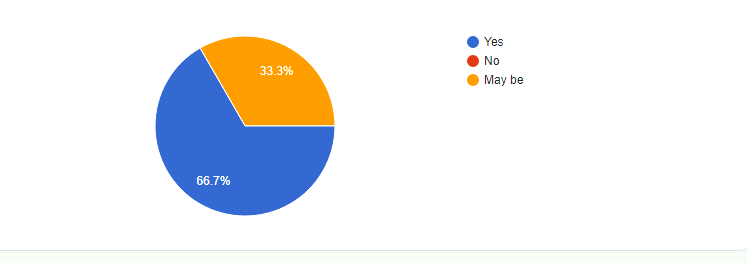 Yes
No
May be
33.3%
66.7%